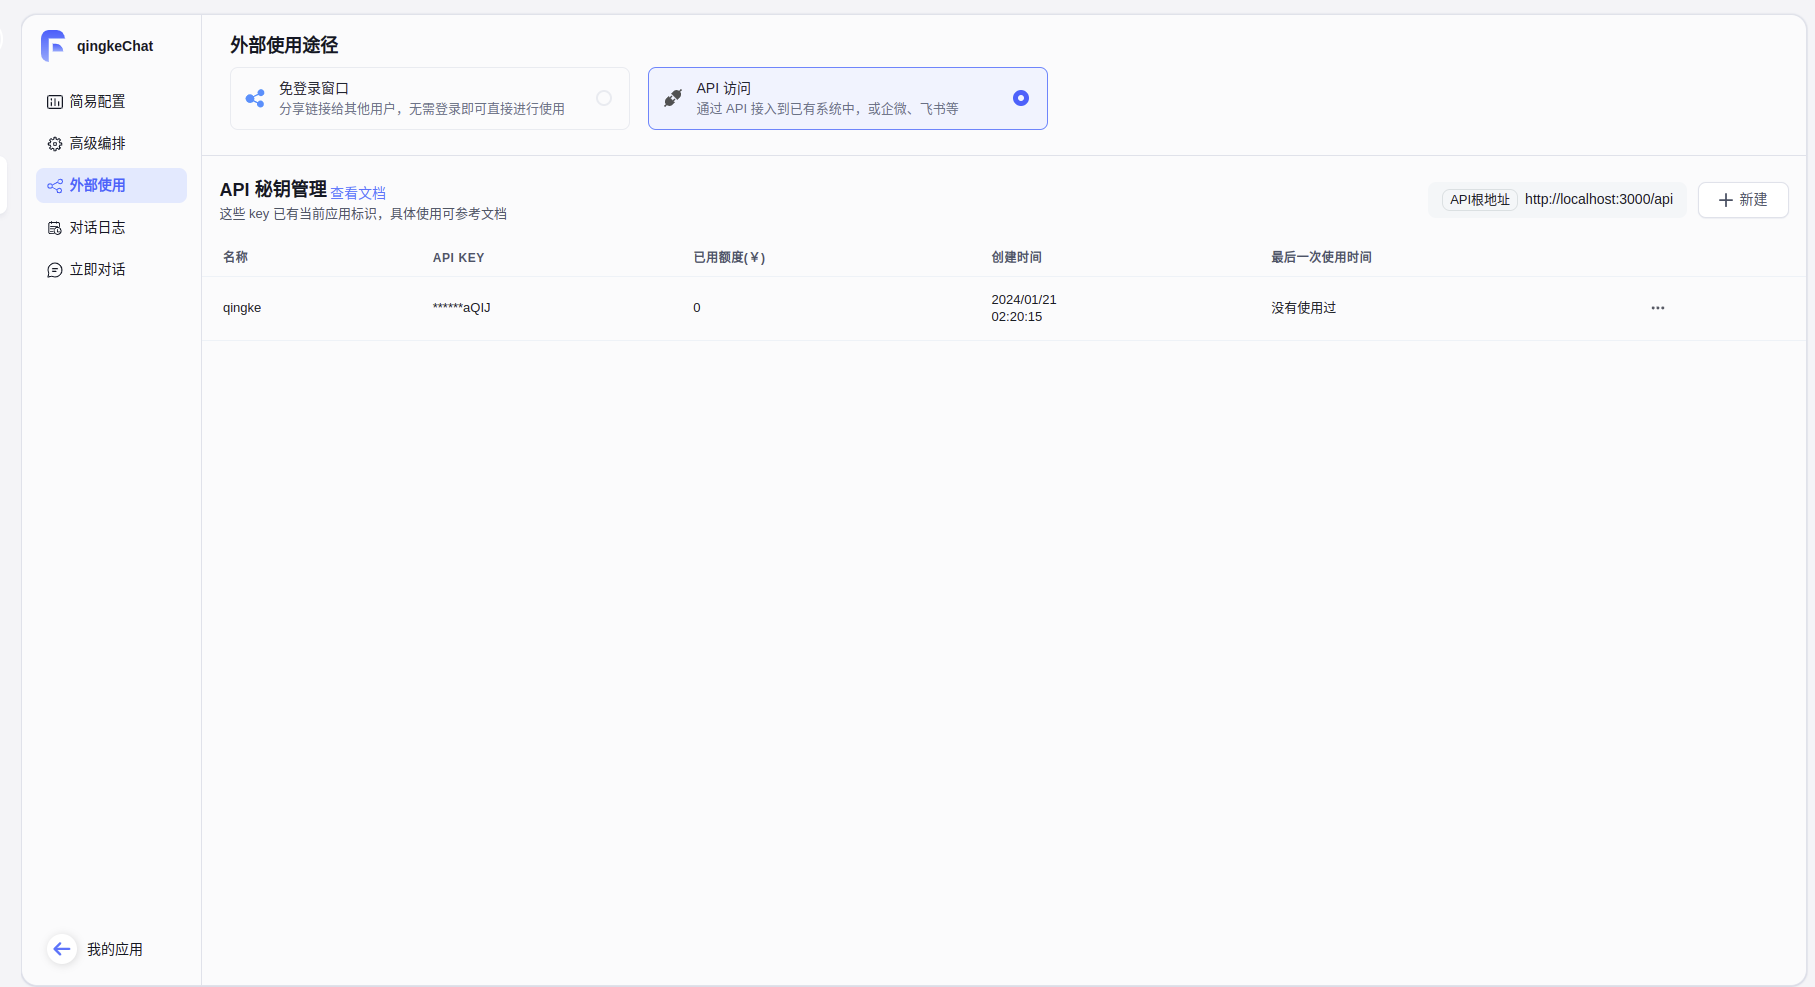 qingkeChat
简易配置
高级编排
外部使用
对话日志
立即对话
我的应用
外部使用途径
免登录窗口
分享链接给其他用户，无需登录即可直接进行使用
API 访问
通过 API 接入到已有系统中，或企微、飞书等
API 秘钥管理 查看文档
这些 key 已有当前应用标识，具体使用可参考文档
API根地址 http://localhost:3000/api
新建
名称 API KEY 已用额度(￥) 创建时间 最后一次使用时间
qingke ******aQIJ 0 2024/01/21 02:20:15 没有使用过